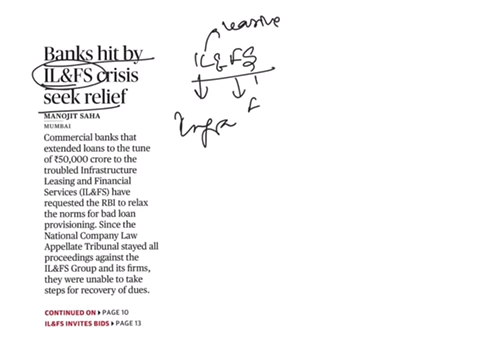 Banks hit by
IL&FS crisis
seek relief
MANOJIT SAHA
MUMBAI
Commercial banks that
extended loans to the tune
of ₹50,000 crore to the
troubled Infrastructure
Leasing and Financial
Services (IL&FS) have
requested the RBI to relax
the norms for bad loan
provisioning. Since the
National Company Law
Appellate Tribunal stayed all
proceedings against the
IL&FS Group and its firms,
they were unable to take
steps for recovery of dues.
CONTINUED ON ▸ PAGE 10
IL&FS INVITES BIDS ▸ PAGE 13
IL&FS
Infra F